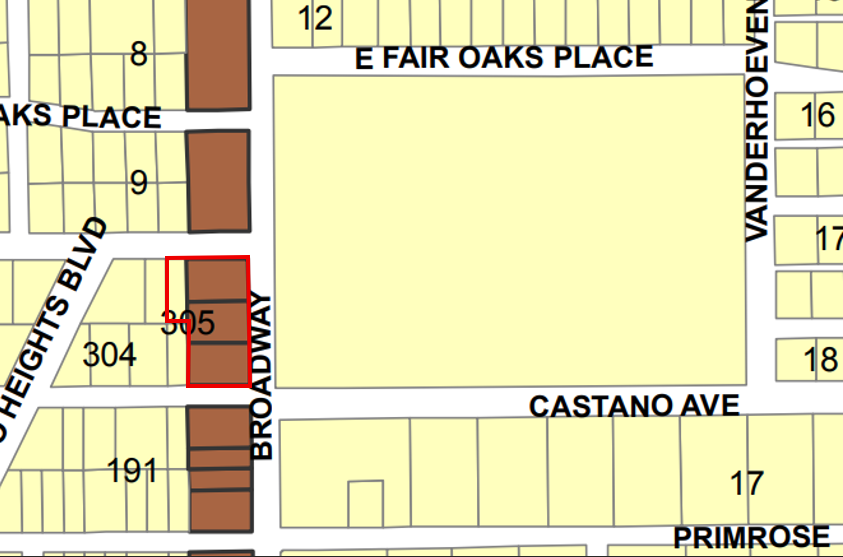 12
8
E FAIR OAKS PLACE
VANDERHOEVEN
AKS PLACE
16
9
17
HEIGHTS BLVD
305
BROADWAY
304
18
CASTANO AVE
191
17
PRIMROSE